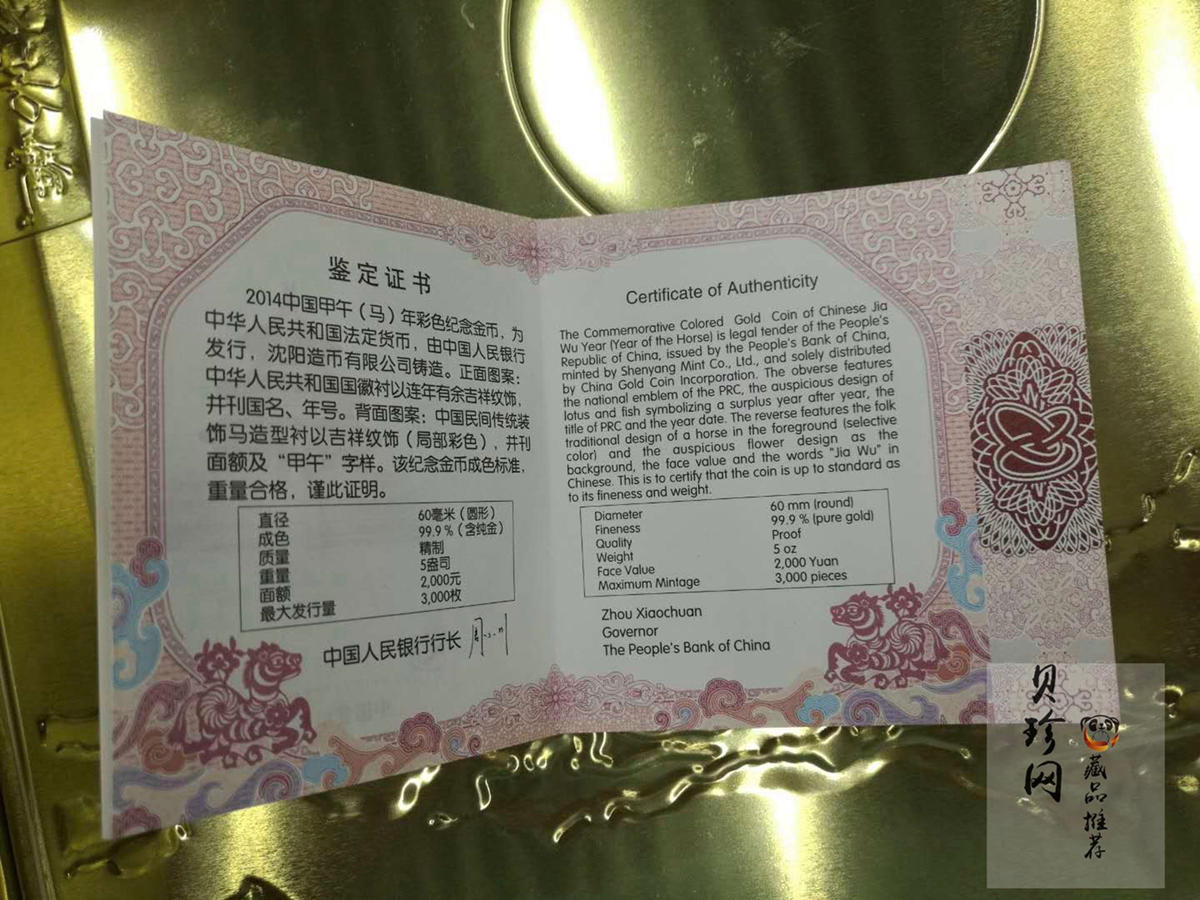 鉴定证书
2014中国甲午（马）年彩色纪念金币，为
中华人民共和国法定货币，由中国人民银行
发行，沈阳造币有限公司铸造。正面图案：
中华人民共和国国徽衬以连年有余吉祥纹饰，
并刊国名、年号。背面图案：中国民间传统装
饰马造型衬以吉祥纹饰（局部彩色），并刊
面额及“甲午”字样。该纪念金币成色标准，
重量合格，谨此证明。
直径 60毫米（圆形）
成色 99.9％（含纯金）
质量 精制
重量 5盎司
面额 2,000元
最大发行量 3,000枚
中国人民银行行长
Certificate of Authenticity
The Commemorative Colored Gold Coin of Chinese Jia
Wu Year (Year of the Horse) is legal tender of the People's
Republic of China, issued by the People's Bank of China,
minted by Shenyang Mint Co., Ltd., and solely distributed
by China Gold Coin Incorporation. The obverse features
the national emblem of the PRC, the auspicious design of
lotus and fish symbolizing a surplus year after year, the
title of PRC and the year date. The reverse features the folk
traditional design of a horse in the foreground (selective
color) and the auspicious flower design as the
background, the face value and the words "Jia Wu" in
Chinese. This is to certify that the coin is up to standard as
to its fineness and weight.
Diameter 60 mm (round)
Fineness 99.9 % (pure gold)
Quality Proof
Weight 5 oz
Face Value 2,000 Yuan
Maximum Mintage 3,000 pieces
Zhou Xiaochuan
Governor
The People's Bank of China
贝珍网
藏品推荐